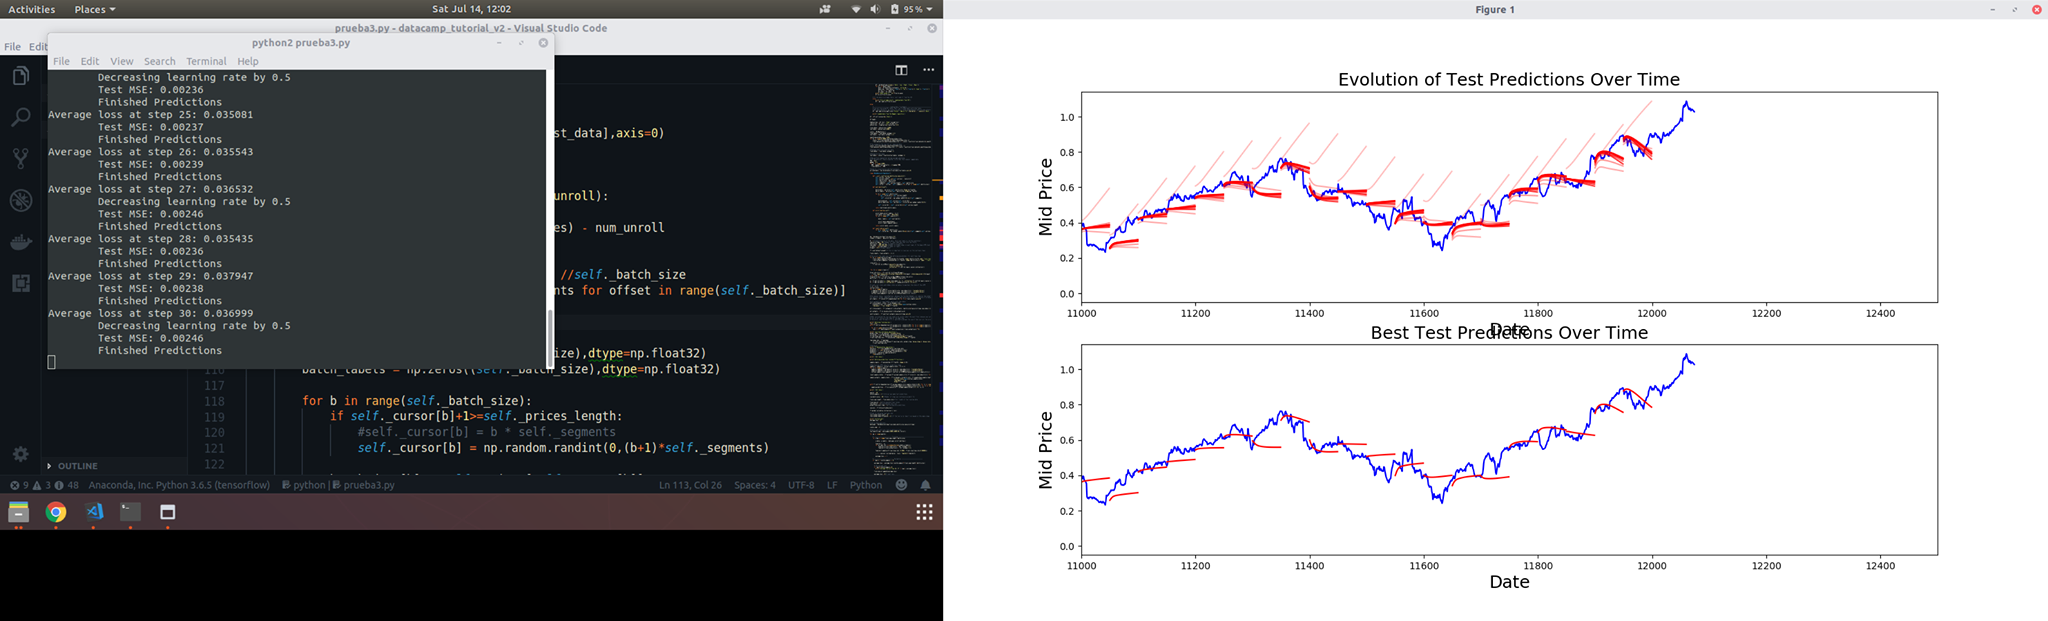 Activities Places Sat Jul 14, 12:02 95 %
prueba3.py - datacamp_tutorial_v2 - Visual Studio Code
File Edit
python2 prueba3.py
File Edit View Search Terminal Help
Decreasing learning rate by 0.5
Test MSE: 0.00236
Finished Predictions
Average loss at step 25: 0.035081
Test MSE: 0.00237
Finished Predictions
Average loss at step 26: 0.035543
Test MSE: 0.00239
Finished Predictions
Average loss at step 27: 0.036532
Decreasing learning rate by 0.5
Test MSE: 0.00246
Finished Predictions
Average loss at step 28: 0.035435
Test MSE: 0.00236
Finished Predictions
Average loss at step 29: 0.037947
Test MSE: 0.00238
Finished Predictions
Average loss at step 30: 0.036999
Decreasing learning rate by 0.5
Test MSE: 0.00246
Finished Predictions
st_data],axis=0)
unroll):
es) - num_unroll
//self._batch_size
nts for offset in range(self._batch_size)]
ize),dtype=np.float32)
116 batch_labels = np.zeros((self._batch_size),dtype=np.float32)
117
118 for b in range(self._batch_size):
119 if self._cursor[b]+1>=self._prices_length:
120 #self._cursor[b] = b * self._segments
121 self._cursor[b] = np.random.randint(0,(b+1)*self._segments)
122
OUTLINE
9 3 48 Anaconda, Inc. Python 3.6.5 (tensorflow) python | prueba3.py Ln 113, Col 26 Spaces: 4 UTF-8 LF Python
Figure 1
Evolution of Test Predictions Over Time
Mid Price
1.0
0.8
0.6
0.4
0.2
0.0
11000 11200 11400 11600 11800 12000 12200 12400
Date
Best Test Predictions Over Time
Mid Price
1.0
0.8
0.6
0.4
0.2
0.0
11000 11200 11400 11600 11800 12000 12200 12400
Date